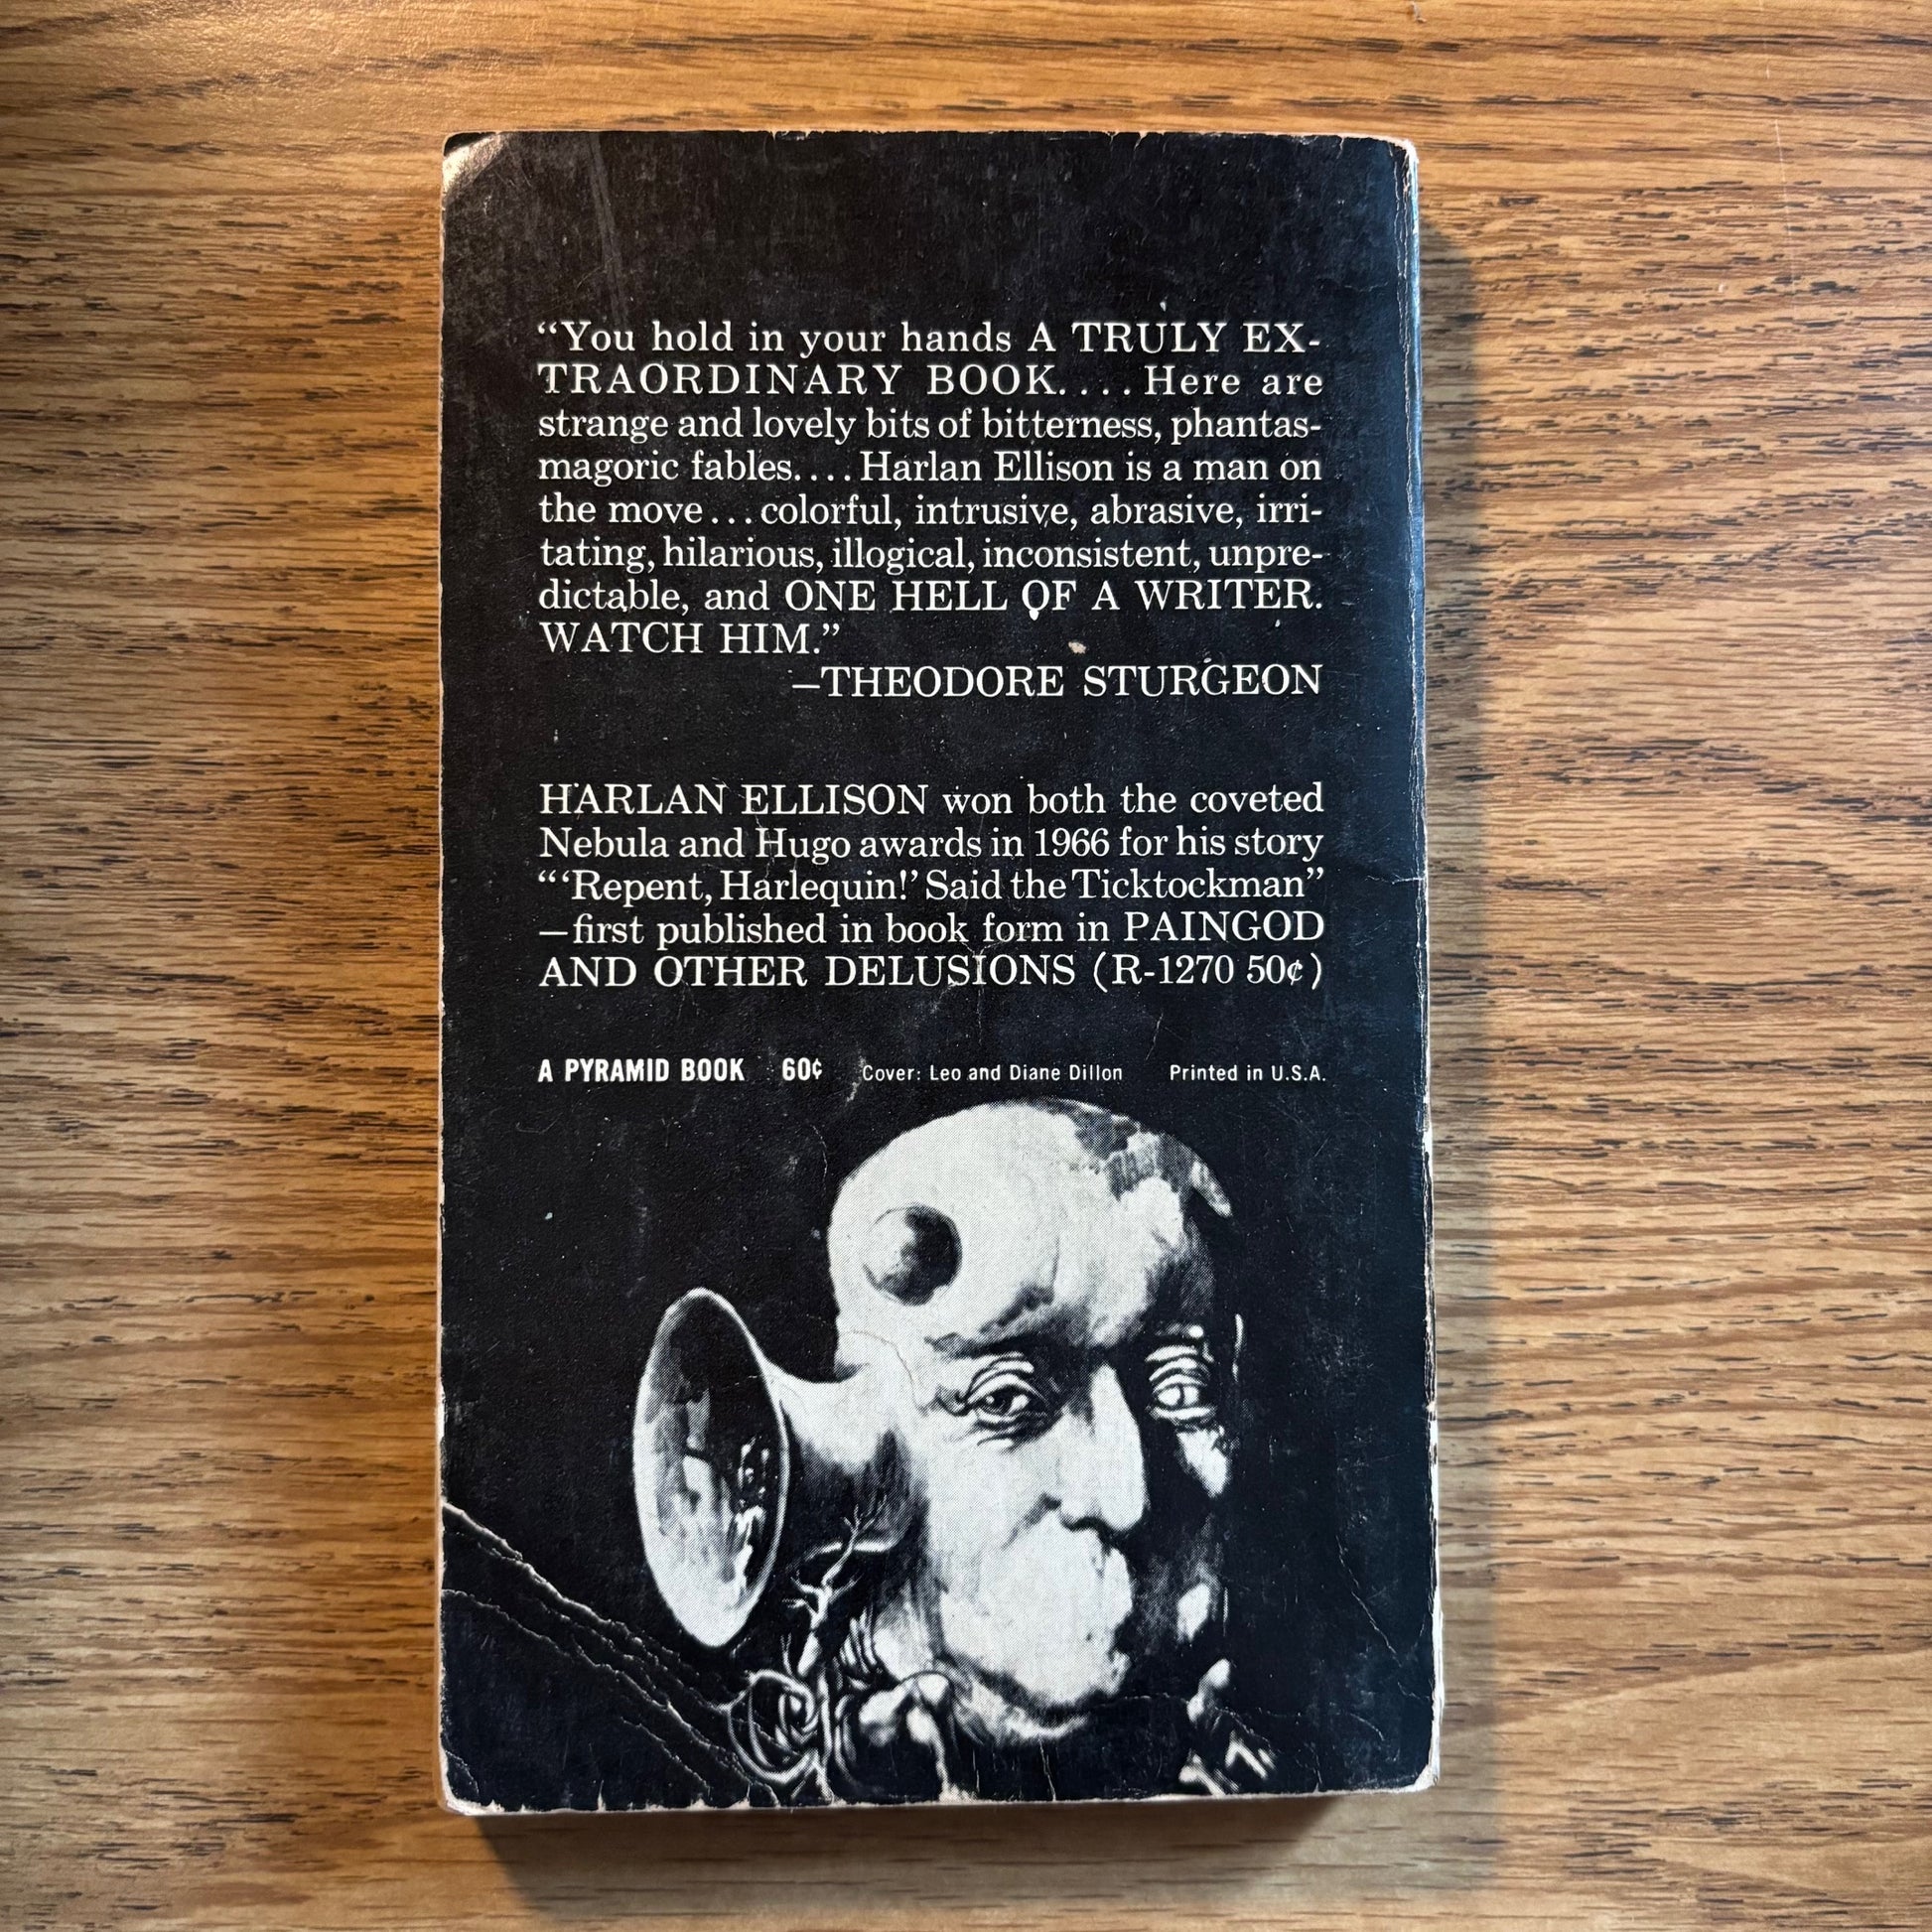 “You hold in your hands A TRULY EX-
TRAORDINARY BOOK.... Here are
strange and lovely bits of bitterness, phantas-
magoric fables.... Harlan Ellison is a man on
the move...colorful, intrusive, abrasive, irri-
tating, hilarious, illogical, inconsistent, unpre-
dictable, and ONE HELL OF A WRITER.
WATCH HIM.”
—THEODORE STURGEON
HARLAN ELLISON won both the coveted
Nebula and Hugo awards in 1966 for his story
“‘Repent, Harlequin!’ Said the Ticktockman”
—first published in book form in PAINGOD
AND OTHER DELUSIONS (R-1270 50¢)
A PYRAMID BOOK 60¢ Cover: Leo and Diane Dillon Printed in U.S.A.